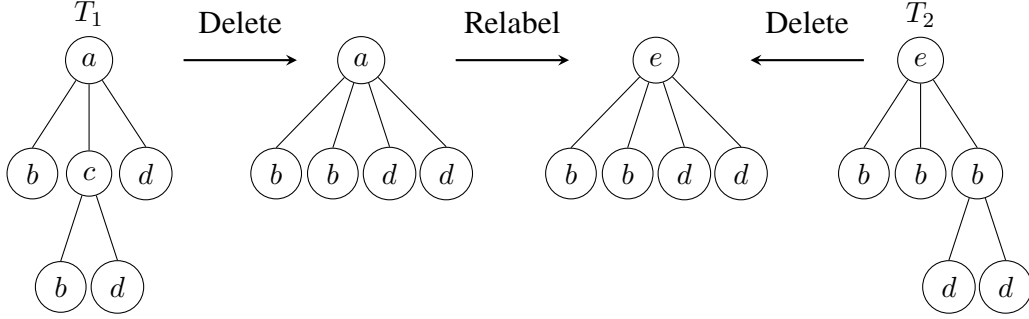 T₁ Delete Relabel Delete T₂
a a e e
b c d b b d d b b d d b b b
b d d d